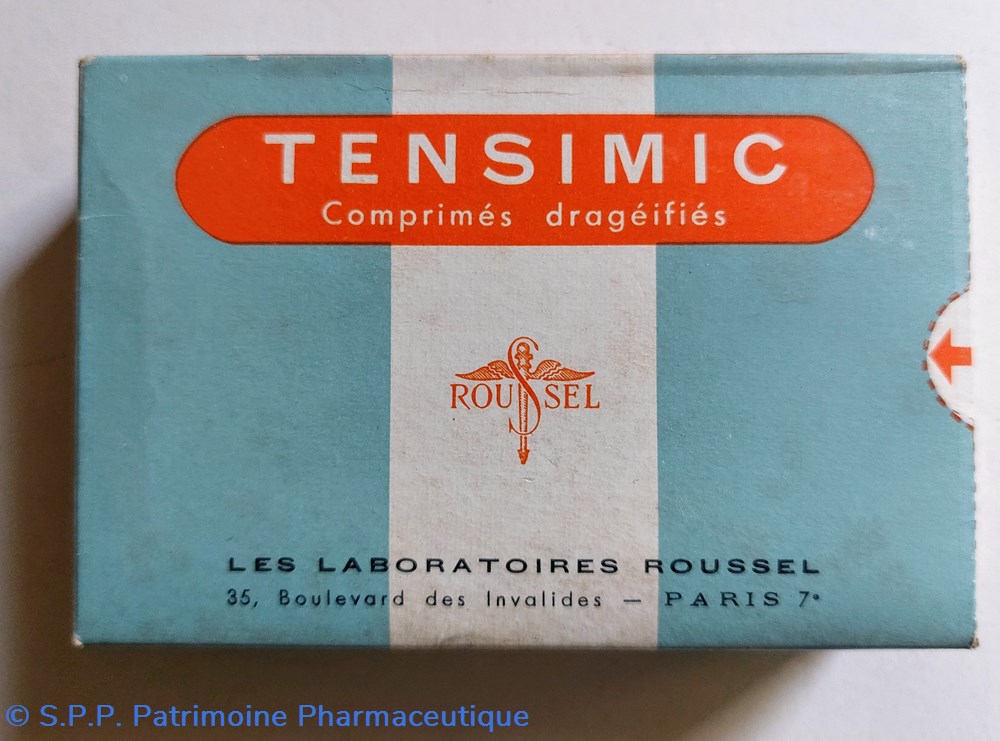 TENSIMIC
Comprimés dragéifiés
ROUSSEL
LES LABORATOIRES ROUSSEL
35, Boulevard des Invalides — PARIS 7e
© S.P.P. Patrimoine Pharmaceutique